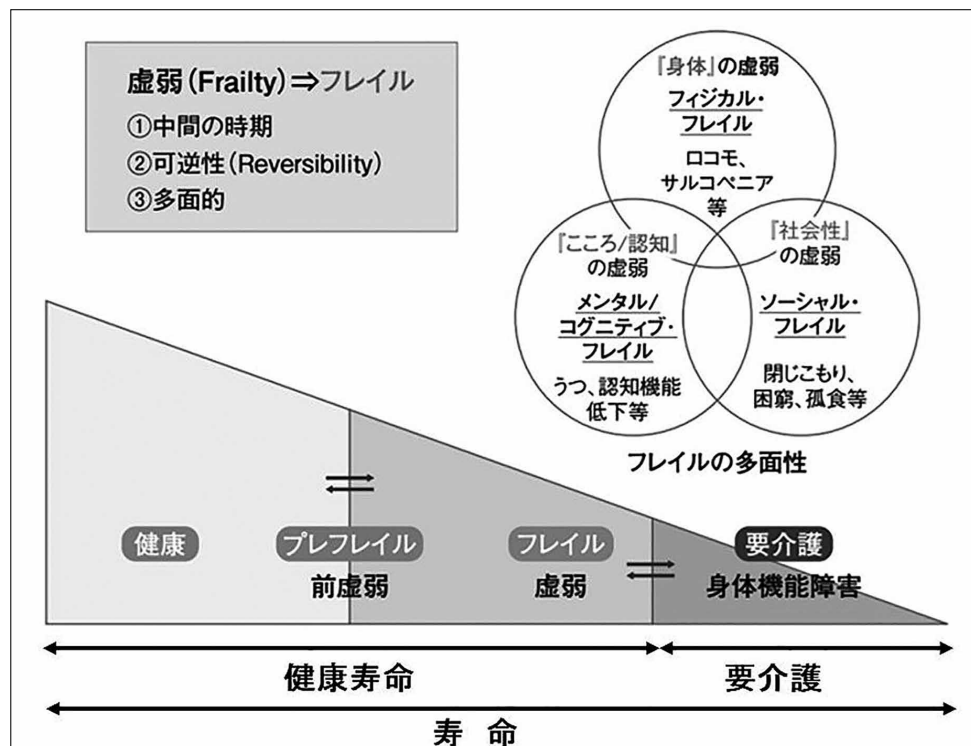 虚弱(Frailty)⇒フレイル
①中間の時期
②可逆性(Reversibility)
③多面的
『身体』の虚弱
フィジカル・
フレイル
ロコモ、
サルコペニア
等
『こころ/認知』
の虚弱
メンタル/
コグニティブ・
フレイル
うつ、認知機能
低下等
『社会性』
の虚弱
ソーシャル・
フレイル
閉じこもり、
困窮、孤食等
フレイルの多面性
健康
プレフレイル
前虚弱
フレイル
虚弱
要介護
身体機能障害
健康寿命
要介護
寿 命